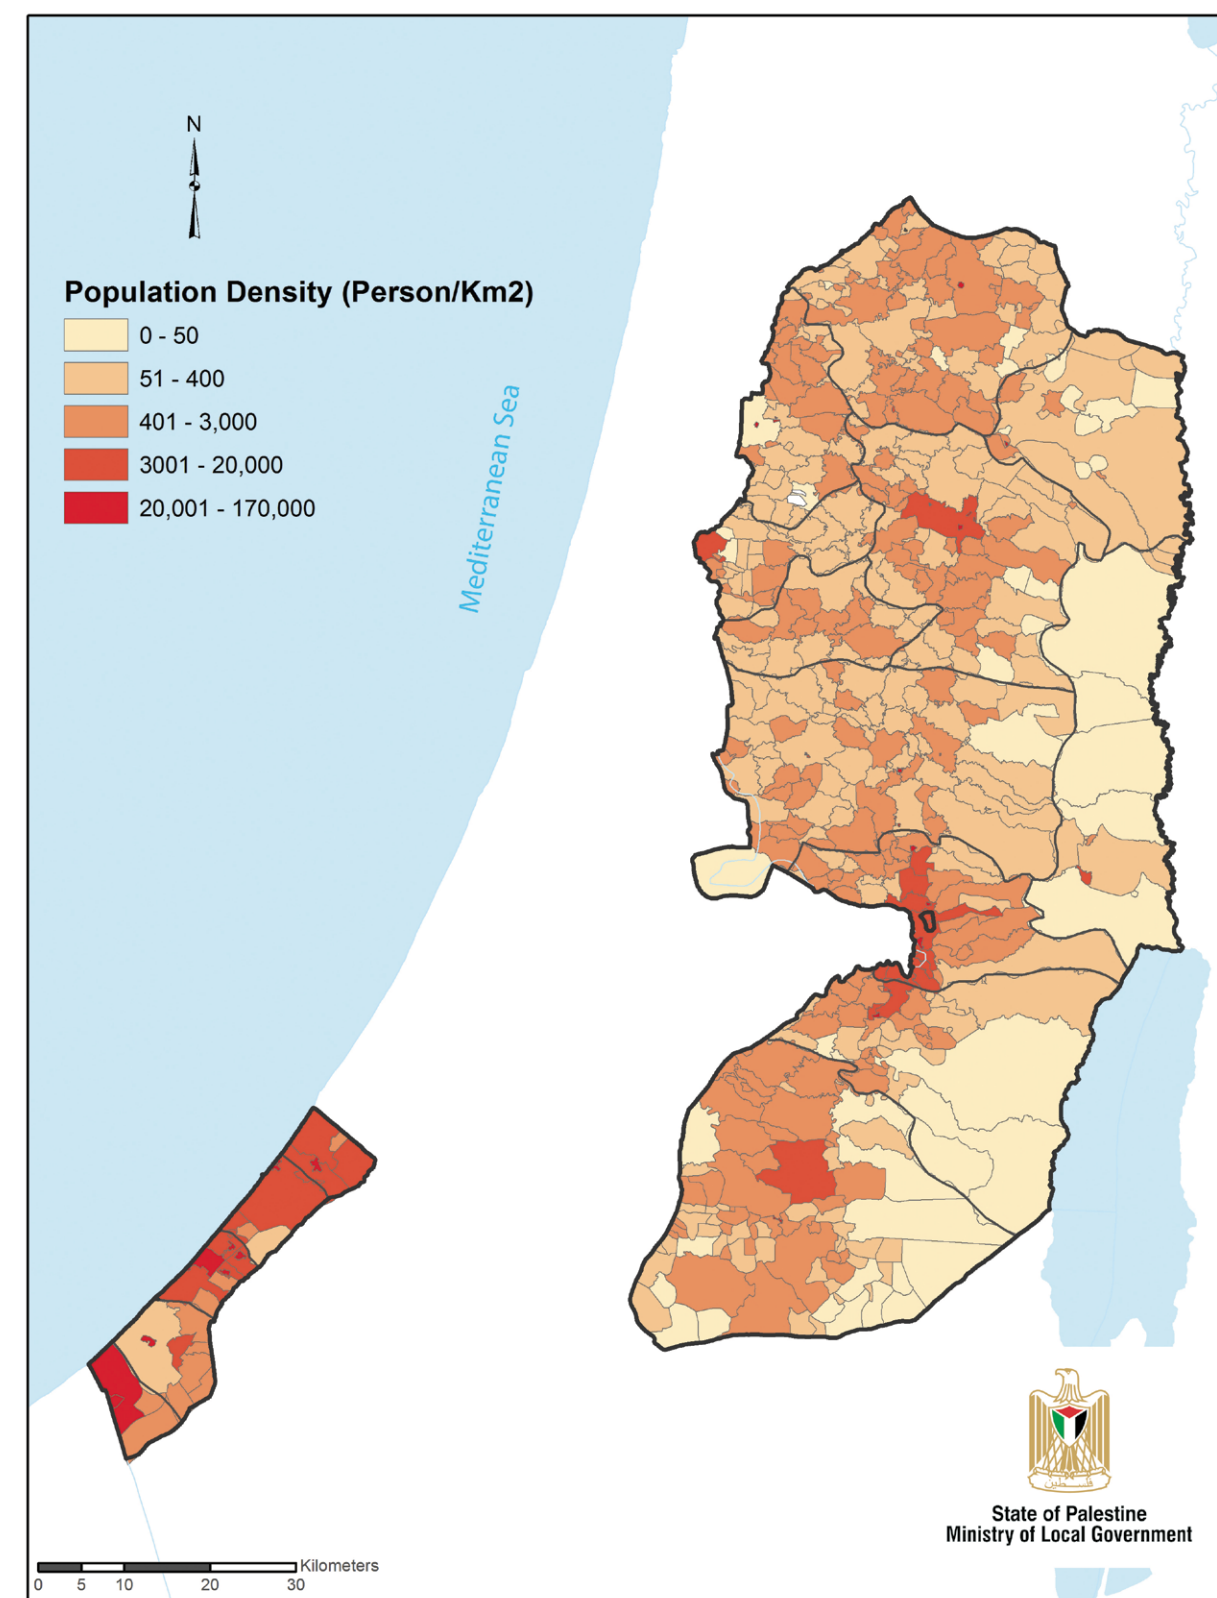 N
Population Density (Person/Km2)
0 - 50
51 - 400
401 - 3,000
3001 - 20,000
20,001 - 170,000
Mediterranean Sea
فلسطين
State of Palestine
Ministry of Local Government
Kilometers
0 5 10 20 30